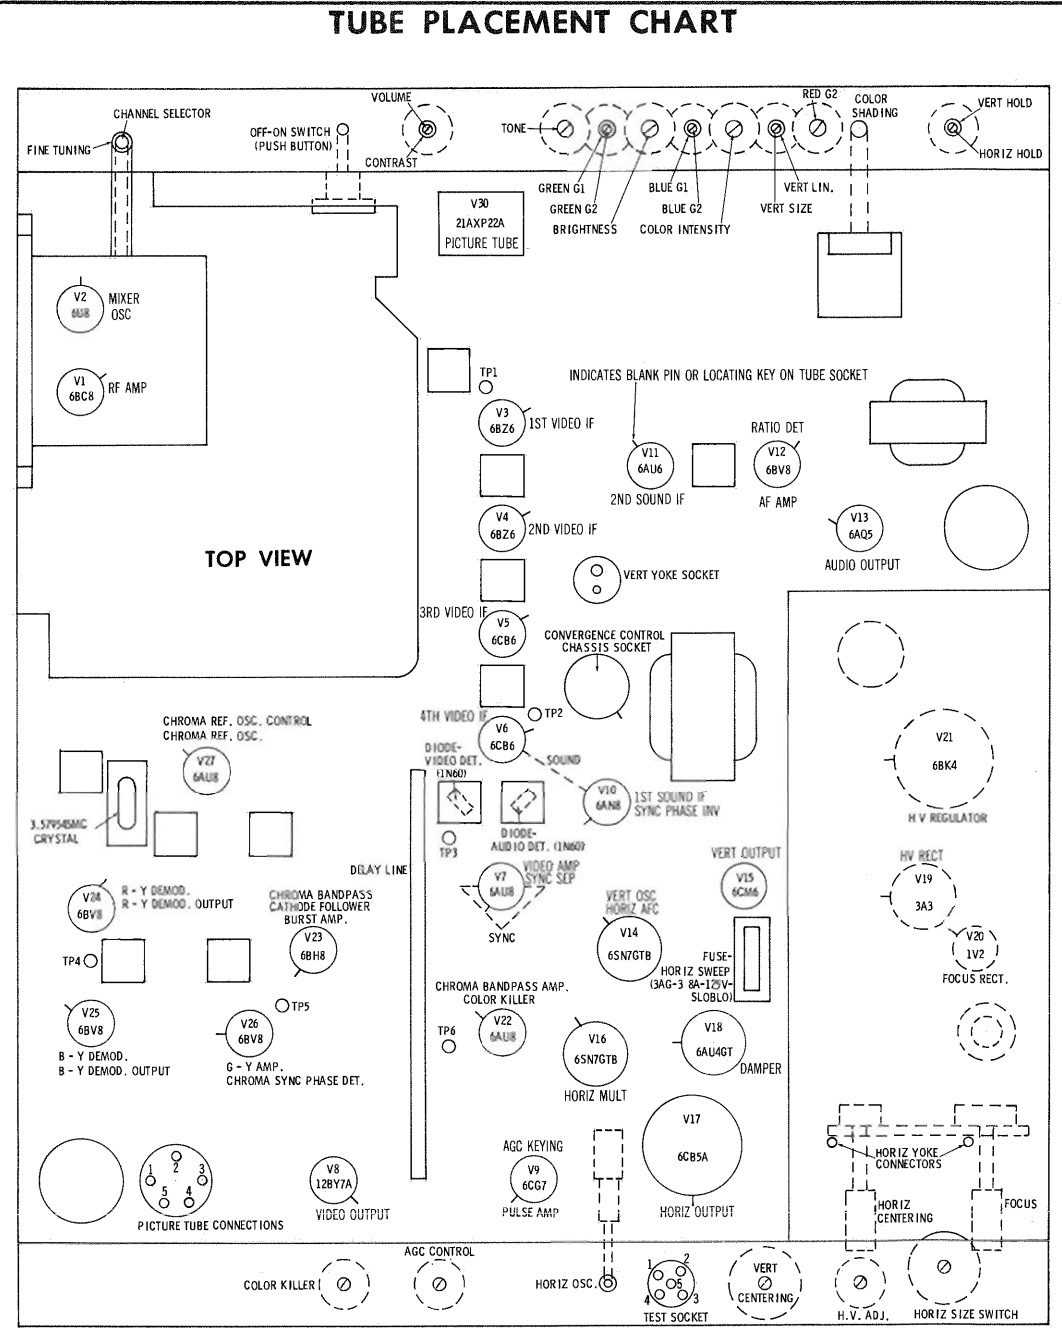 TUBE PLACEMENT CHART
CHANNEL SELECTOR
FINE TUNING
OFF-ON SWITCH
(PUSH BUTTON)
VOLUME
CONTRAST
TONE
GREEN G1
GREEN G2
BRIGHTNESS
BLUE G1
BLUE G2
COLOR INTENSITY
VERT LIN.
VERT SIZE
RED G2
COLOR
SHADING
VERT HOLD
HORIZ HOLD
V30
21AXP22A
PICTURE TUBE
V2
6U8
MIXER
OSC
V1
6BC8
RF AMP
TP1
V3
6BZ6
1ST VIDEO IF
INDICATES BLANK PIN OR LOCATING KEY ON TUBE SOCKET
V11
6AU6
2ND SOUND IF
RATIO DET
V12
6BV8
AF AMP
V4
6BZ6
2ND VIDEO IF
V13
6AQ5
AUDIO OUTPUT
TOP VIEW
VERT YOKE SOCKET
3RD VIDEO IF
V5
6CB6
CONVERGENCE CONTROL
CHASSIS SOCKET
4TH VIDEO IF
V6
6CB6
TP2
CHROMA REF. OSC. CONTROL
CHROMA REF. OSC.
V27
6AU8
DIODE-
VIDEO DET.
(1N60)
SOUND
V10
6AN8
1ST SOUND IF
SYNC PHASE INV
V21
6BK4
H V REGULATOR
3.579545MC
CRYSTAL
TP3
DIODE-
AUDIO DET. (1N60)
DELAY LINE
V7
6AU8
VIDEO AMP
SYNC SEP
SYNC
VERT OUTPUT
V15
6CM6
HV RECT
V19
3A3
V24
6BV8
R - Y DEMOD.
R - Y DEMOD. OUTPUT
CHROMA BANDPASS
CATHODE FOLLOWER
BURST AMP.
V23
6BH8
VERT OSC
HORIZ AFC
V14
6SN7GTB
FUSE-
HORIZ SWEEP
(3AG-3 8A-125V-
SLOBLO)
V20
1V2
FOCUS RECT.
TP4
V25
6BV8
B - Y DEMOD.
B - Y DEMOD. OUTPUT
TP5
V26
6BV8
G - Y AMP.
CHROMA SYNC PHASE DET.
CHROMA BANDPASS AMP.
COLOR KILLER
TP6
V22
6AU8
V16
6SN7GTB
HORIZ MULT
V18
6AU4GT
DAMPER
V17
6CB5A
HORIZ OUTPUT
AGC KEYING
V9
6CG7
PULSE AMP
V8
12BY7A
VIDEO OUTPUT
1
2
3
5
4
PICTURE TUBE CONNECTIONS
HORIZ YOKE
CONNECTORS
HORIZ
CENTERING
FOCUS
COLOR KILLER
AGC CONTROL
HORIZ OSC.
1
2
5
4
3
TEST SOCKET
VERT
CENTERING
H.V. ADJ.
HORIZ SIZE SWITCH